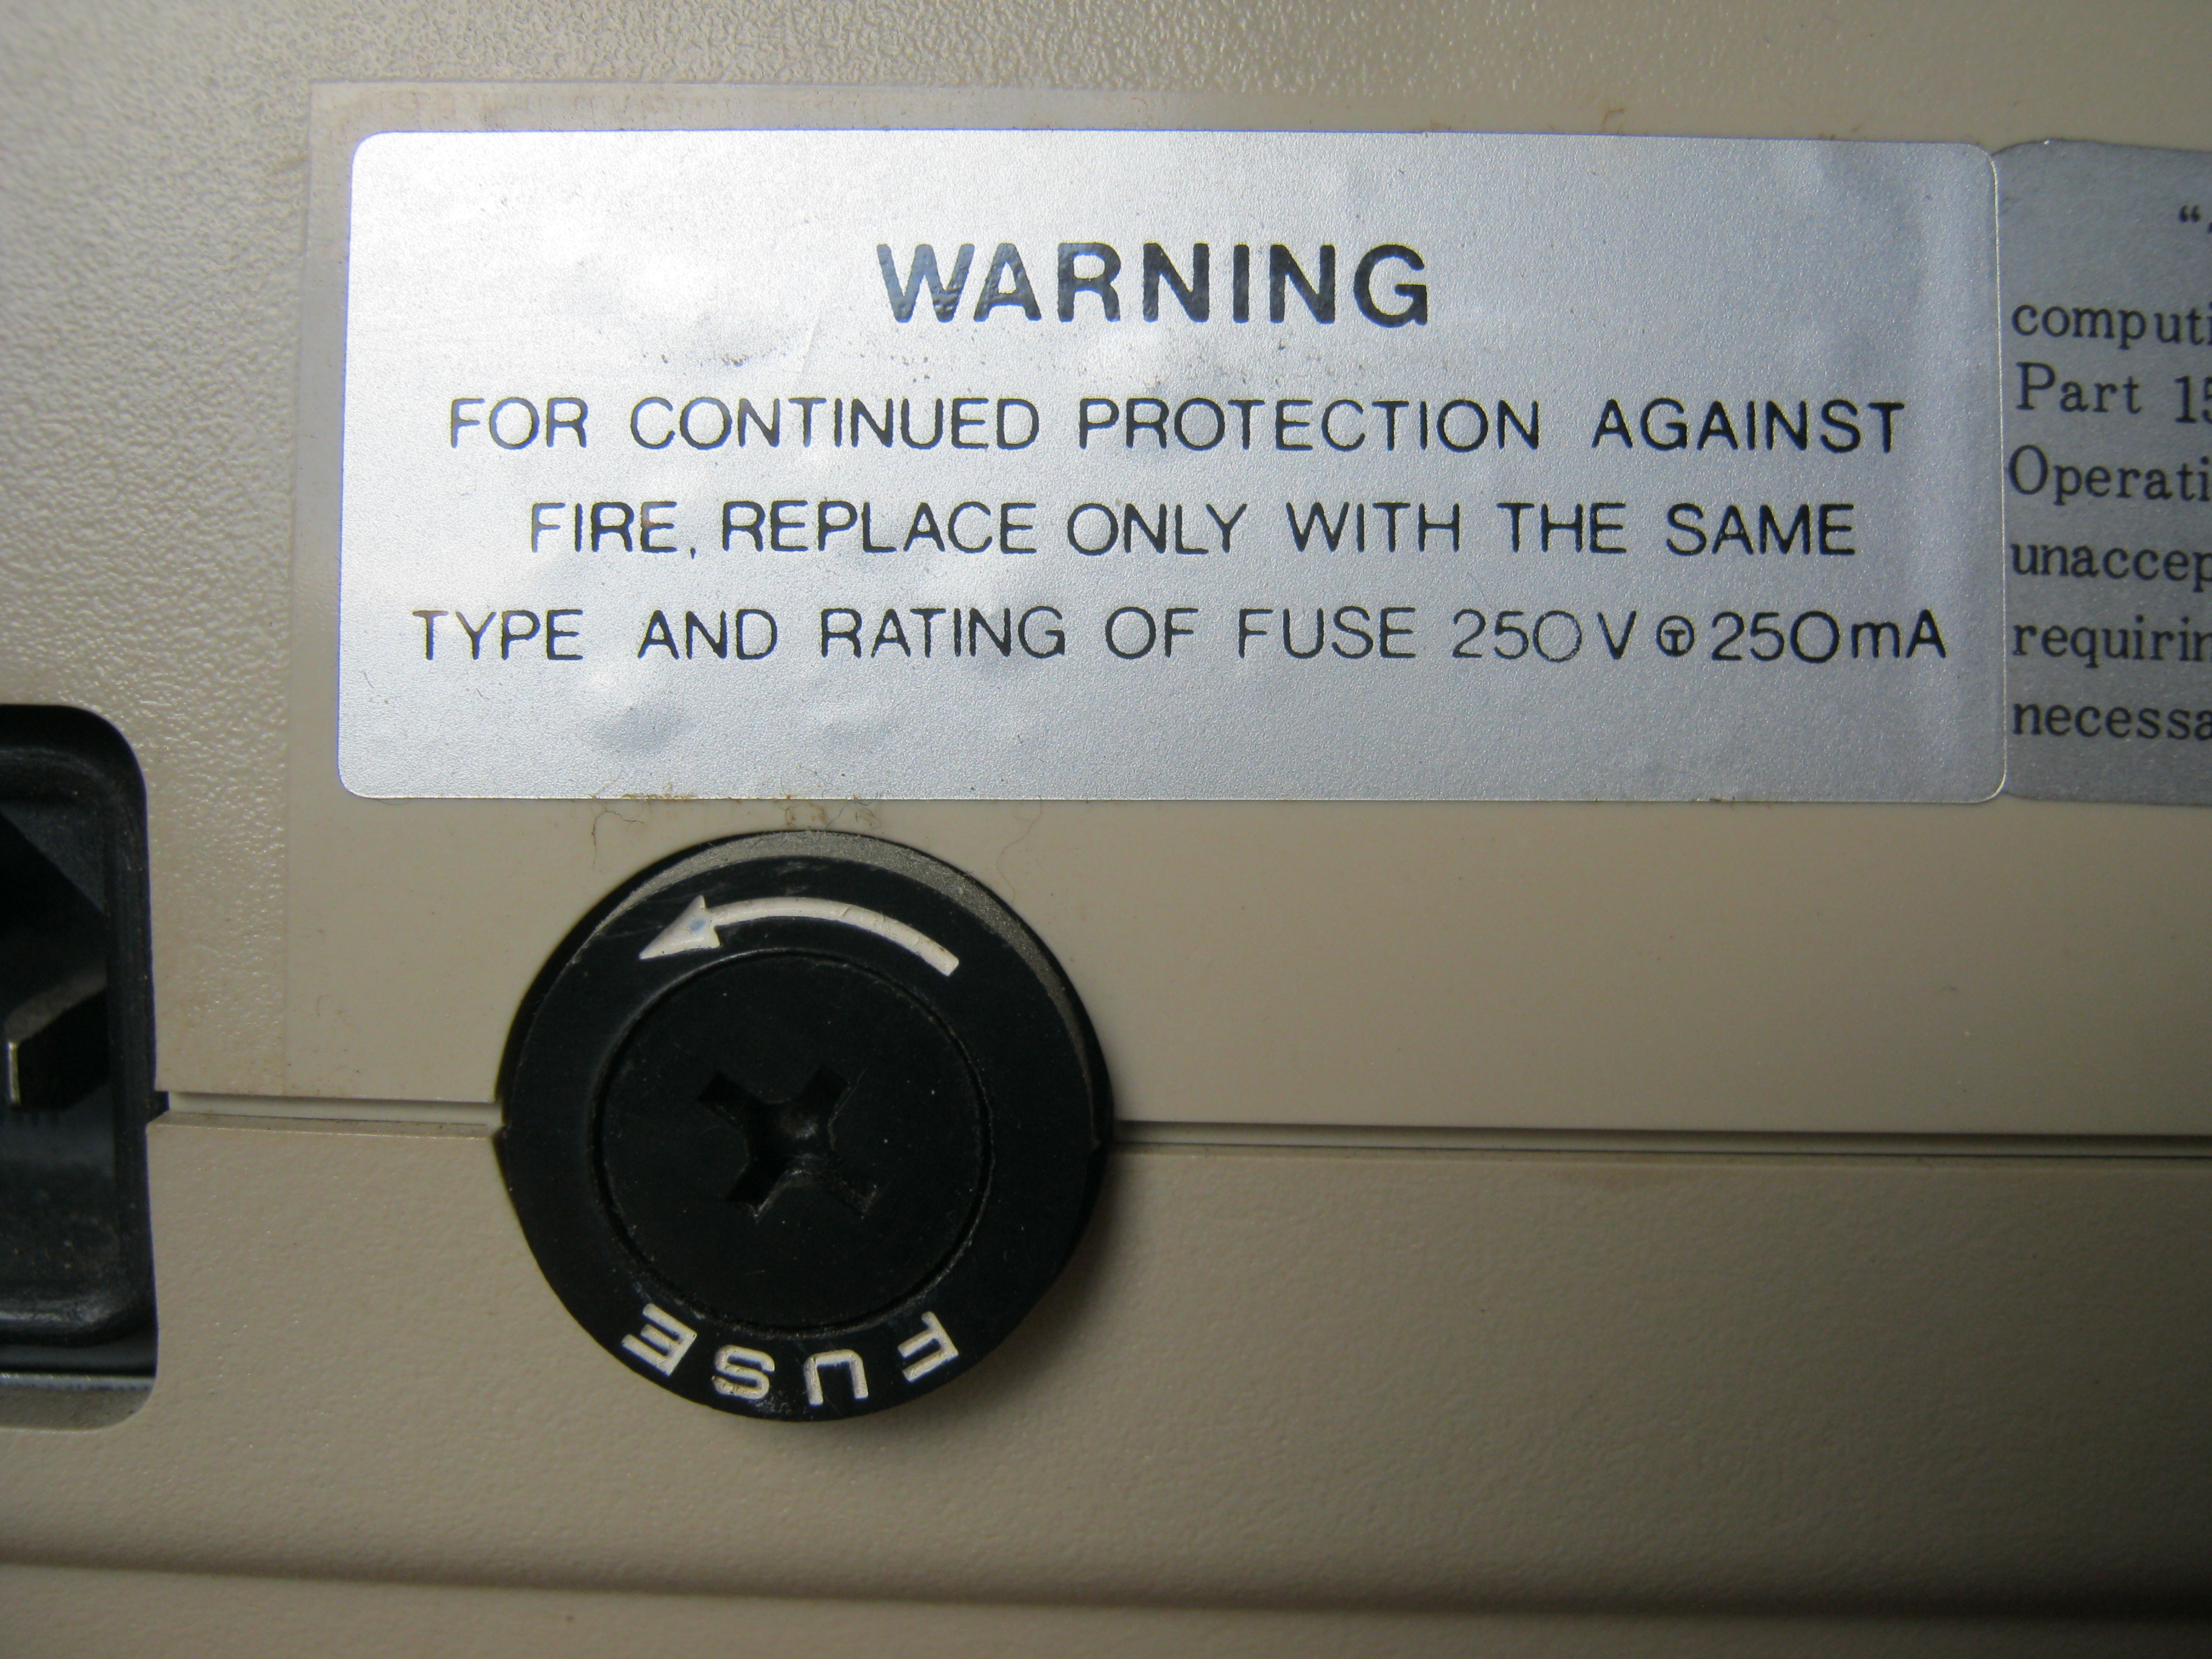 WARNING
FOR CONTINUED PROTECTION AGAINST
FIRE, REPLACE ONLY WITH THE SAME
TYPE AND RATING OF FUSE 250V Ⓣ 250mA
Part
FUSE